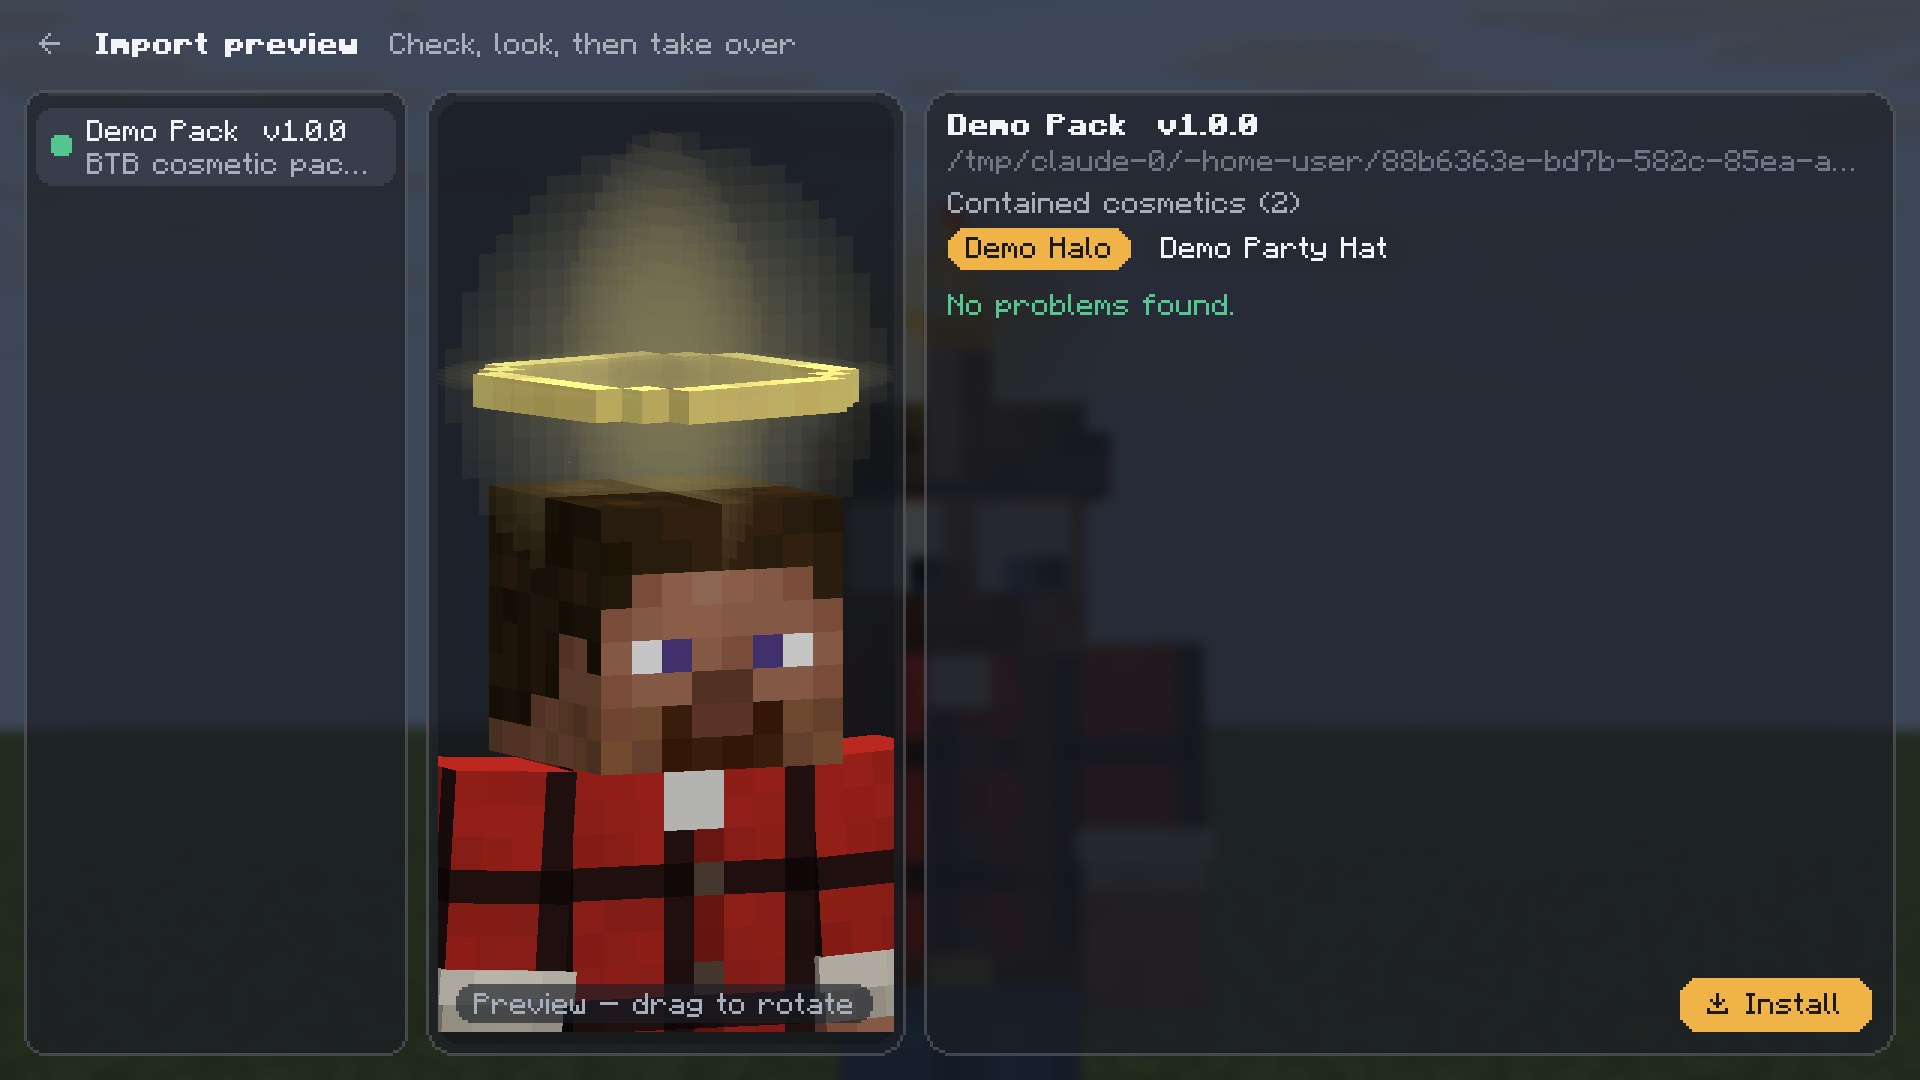 ← Import preview Check, look, then take over
Demo Pack v1.0.0
BTB cosmetic pac...
Preview — drag to rotate
Demo Pack v1.0.0
/tmp/claude-0/-home-user/88b6363e-bd7b-582c-85ea-a...
Contained cosmetics (2)
Demo Halo Demo Party Hat
No problems found.
Install